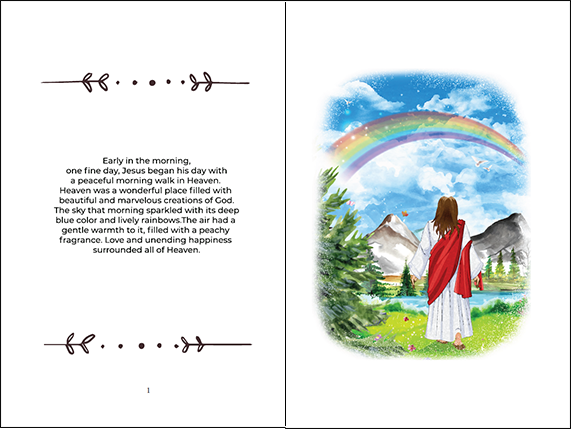 Early in the morning,
one fine day, Jesus began his day with
a peaceful morning walk in Heaven.
Heaven was a wonderful place filled with
beautiful and marvelous creations of God.
The sky that morning sparkled with its deep
blue color and lively rainbows.The air had a
gentle warmth to it, filled with a peachy
fragrance. Love and unending happiness
surrounded all of Heaven.
1